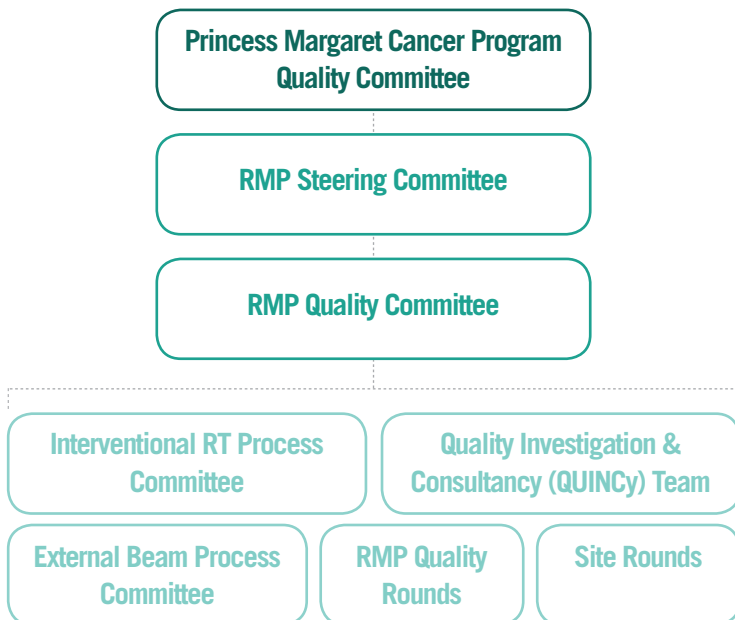 Princess Margaret Cancer Program
Quality Committee
RMP Steering Committee
RMP Quality Committee
Interventional RT Process
Committee
Quality Investigation &
Consultancy (QUINCy) Team
External Beam Process
Committee
RMP Quality
Rounds
Site Rounds